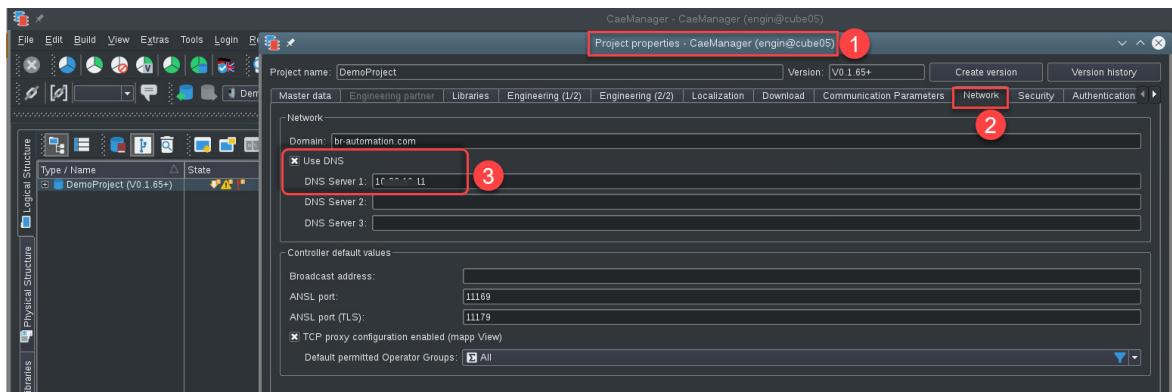 CaeManager - CaeManager (engin@cube05)
File Edit Build View Extras Tools Login
Project properties - CaeManager (engin@cube05)
1
Project name: DemoProject Version: V0.1.65+ Create version Version history
Master data Engineering partner Libraries Engineering (1/2) Engineering (2/2) Localization Download Communication Parameters Network Security Authentication
2
Network
Domain: br-automation.com
Use DNS
DNS Server 1:
3
DNS Server 2:
DNS Server 3:
Logical Structure
Type / Name State
DemoProject (V0.1.65+)
Controller default values
Broadcast address:
ANSL port: 11169
ANSL port (TLS): 11179
TCP proxy configuration enabled (mapp View)
Default permitted Operator Groups: Σ All
Physical Structure